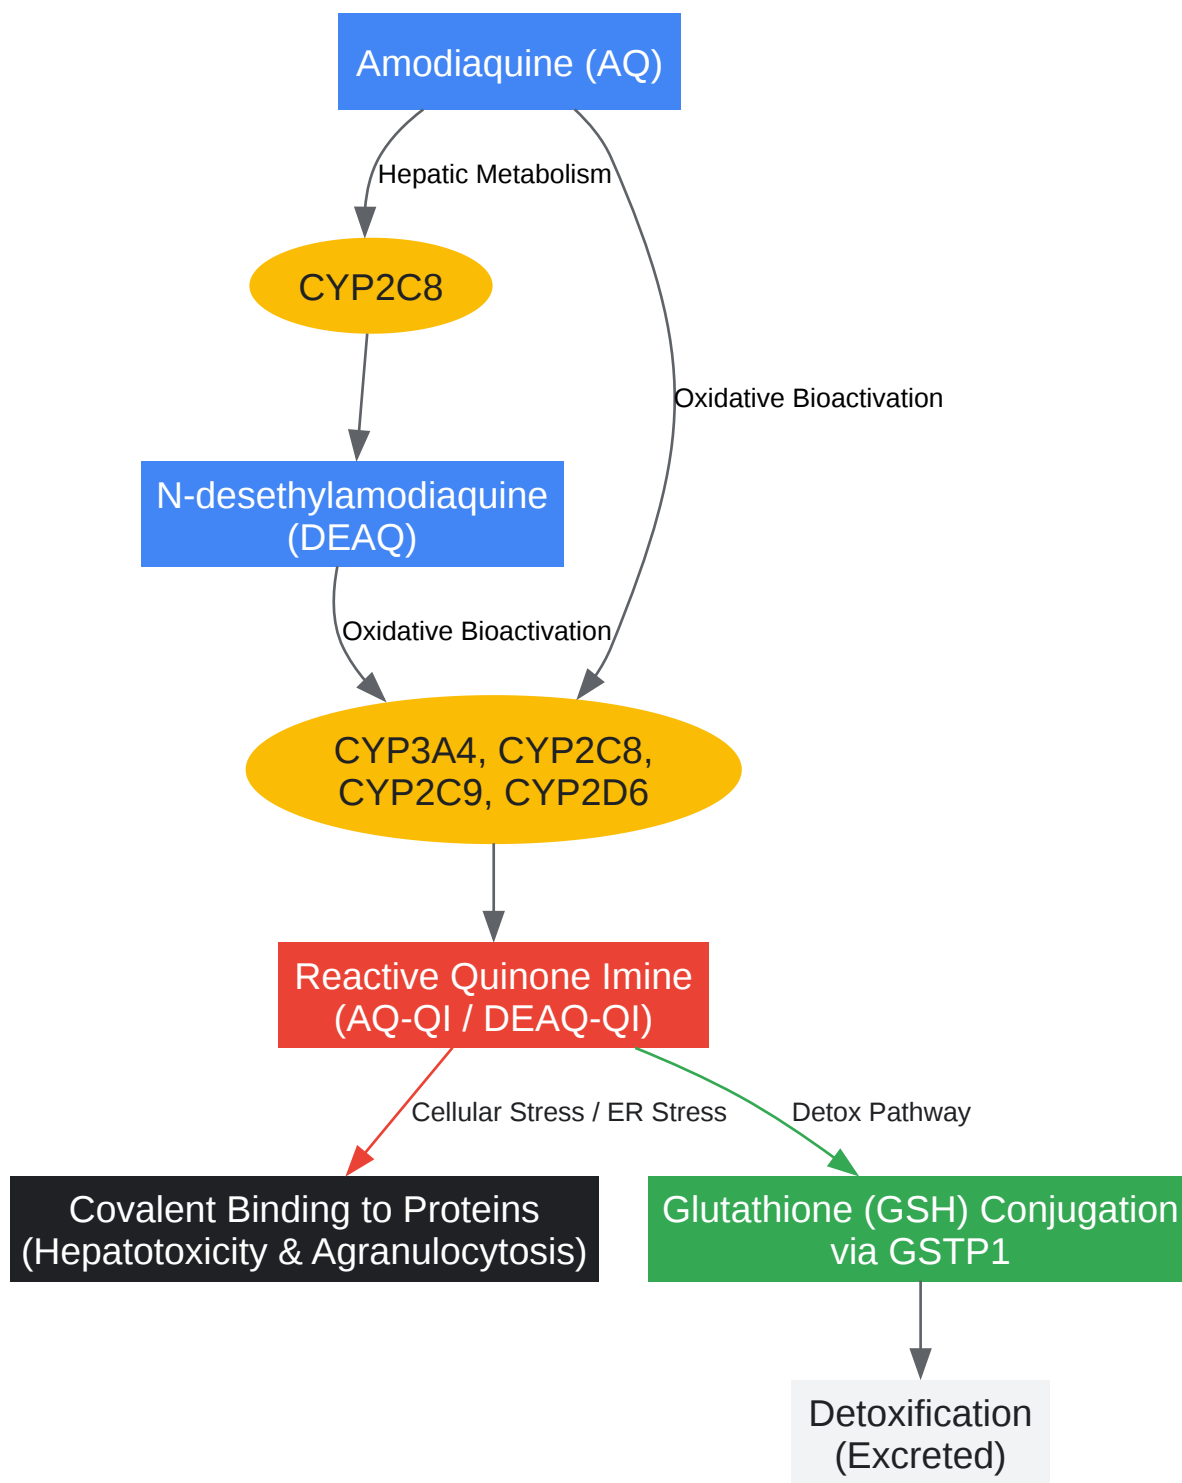 Amodiaquine (AQ)
Hepatic Metabolism
CYP2C8
Oxidative Bioactivation
N-desethylamodiaquine
(DEAQ)
Oxidative Bioactivation
CYP3A4, CYP2C8,
CYP2C9, CYP2D6
Reactive Quinone Imine
(AQ-QI / DEAQ-QI)
Cellular Stress / ER Stress
Detox Pathway
Covalent Binding to Proteins
(Hepatotoxicity & Agranulocytosis)
Glutathione (GSH) Conjugation
via GSTP1
Detoxification
(Excreted)